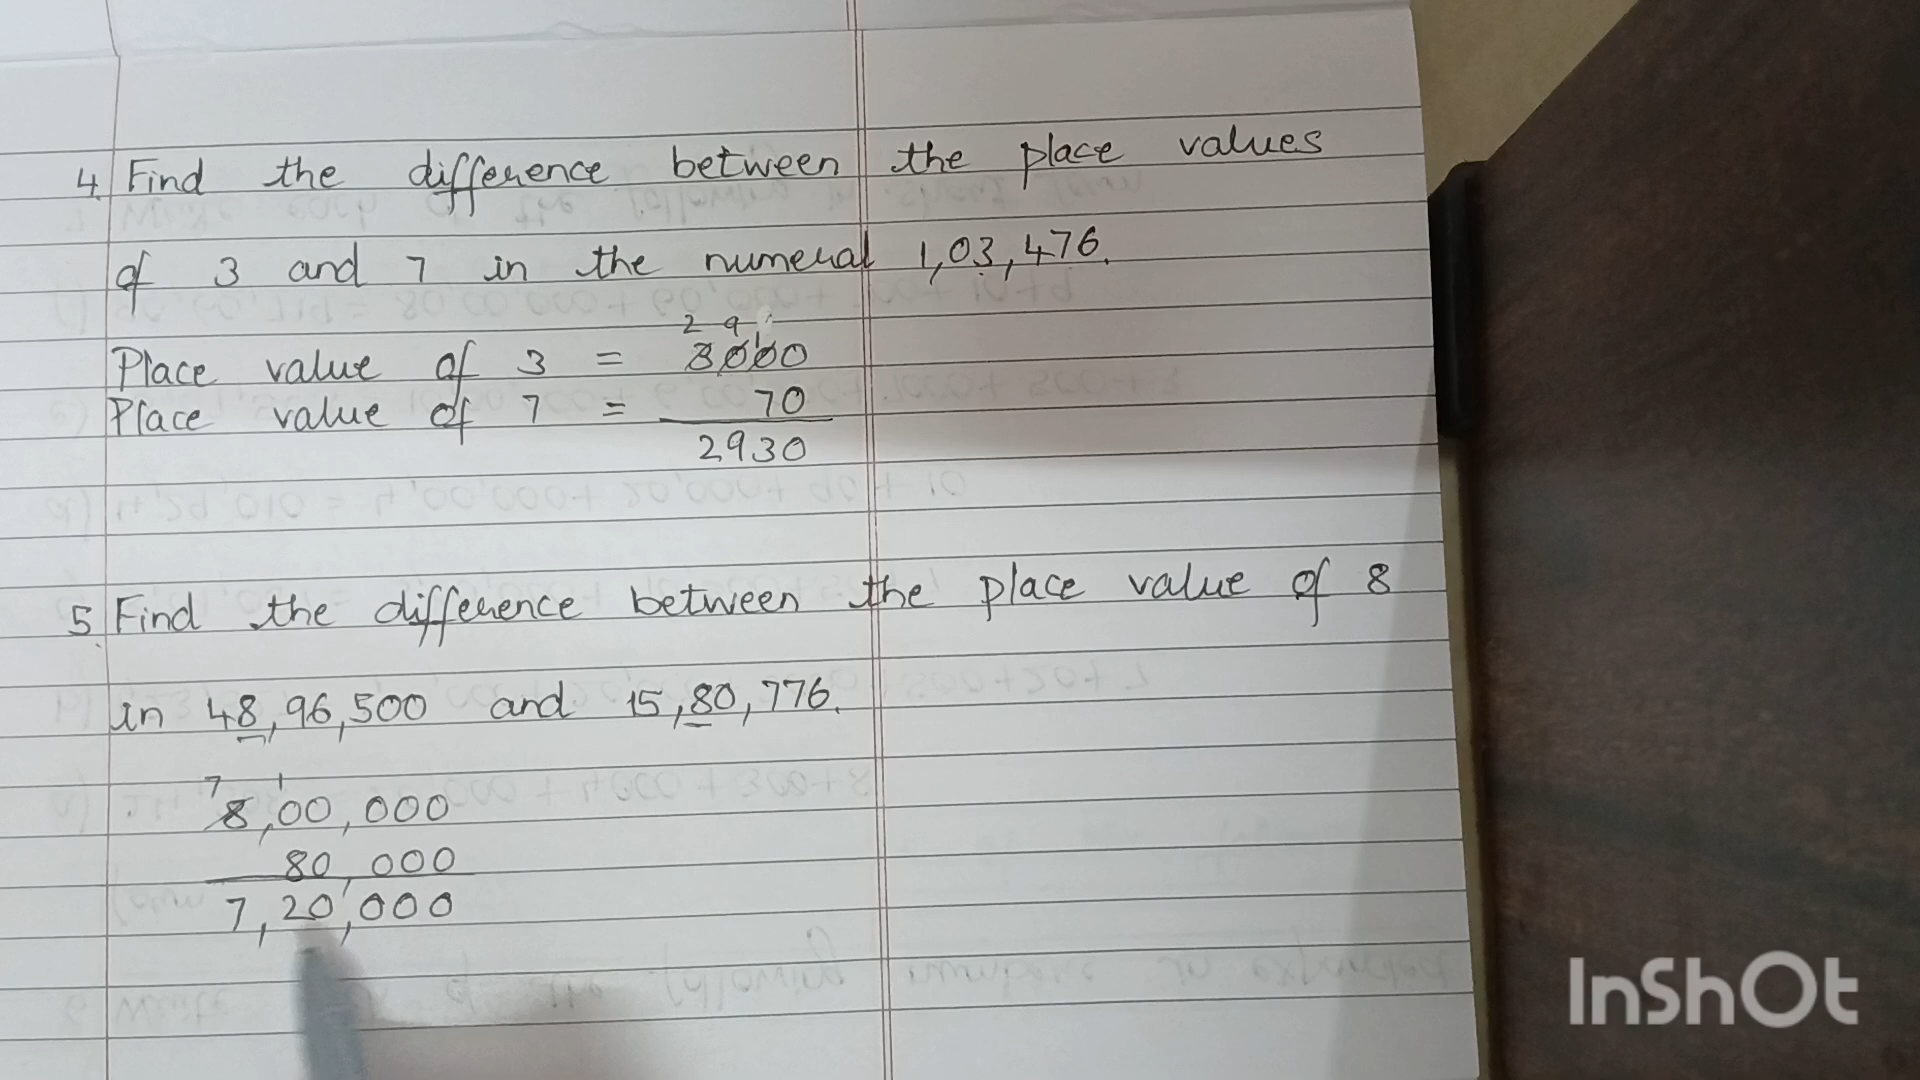 4. Find the difference between the place values
of 3 and 7 in the numeral 1,03,476.
2 9 1
Place value of 3 = 3000
Place value of 7 = 70
2930
5. Find the difference between the place value of 8
in 48,96,500 and 15,80,776.
7 1
8,00,000
80,000
7,20,000
InShOt